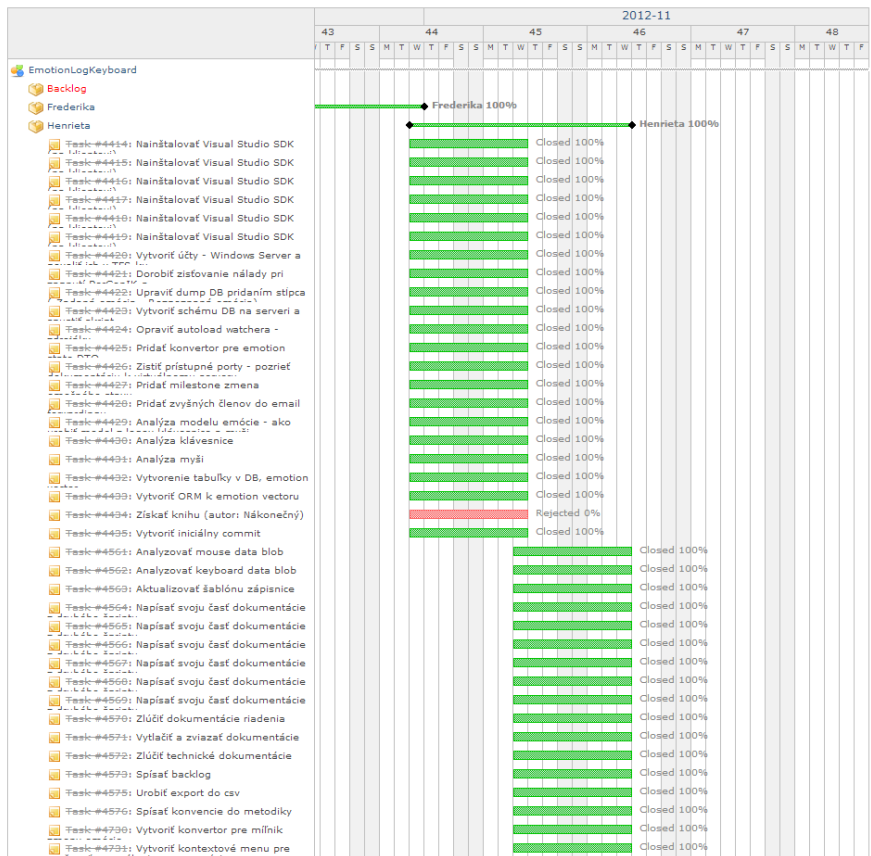 2012-11
43 44 45 46 47 48
T F S S M T W T F S S M T W T F S S M T W T F S S M T W T F S S M T W T F
EmotionLogKeyboard
Backlog
Frederika Frederika 100%
Henrieta Henrieta 100%
Task #4414: Nainštalovať Visual Studio SDK Closed 100%
Task #4415: Nainštalovať Visual Studio SDK Closed 100%
Task #4416: Nainštalovať Visual Studio SDK Closed 100%
Task #4417: Nainštalovať Visual Studio SDK Closed 100%
Task #4418: Nainštalovať Visual Studio SDK Closed 100%
Task #4419: Nainštalovať Visual Studio SDK Closed 100%
Task #4420: Vytvoriť účty - Windows Server a Closed 100%
Task #4421: Dorobiť zisťovanie nálady pri Closed 100%
Task #4422: Upraviť dump DB pridaním stĺpca Closed 100%
Task #4423: Vytvoriť schému DB na serveri a Closed 100%
Task #4424: Opraviť autoload watchera - Closed 100%
Task #4425: Pridať konvertor pre emotion Closed 100%
Task #4426: Zistiť prístupné porty - pozrieť Closed 100%
Task #4427: Pridať milestone zmena Closed 100%
Task #4428: Pridať zvyšných členov do email Closed 100%
Task #4429: Analýza modelu emócie - ako Closed 100%
Task #4430: Analýza klávesnice Closed 100%
Task #4431: Analýza myši Closed 100%
Task #4432: Vytvorenie tabuľky v DB, emotion Closed 100%
Task #4433: Vytvoriť ORM k emotion vectoru Closed 100%
Task #4434: Získať knihu (autor: Nákonečný) Rejected 0%
Task #4435: Vytvoriť iniciálny commit Closed 100%
Task #4561: Analyzovať mouse data blob Closed 100%
Task #4562: Analyzovať keyboard data blob Closed 100%
Task #4563: Aktualizovať šablónu zápisnice Closed 100%
Task #4564: Napísať svoju časť dokumentácie Closed 100%
Task #4565: Napísať svoju časť dokumentácie Closed 100%
Task #4566: Napísať svoju časť dokumentácie Closed 100%
Task #4567: Napísať svoju časť dokumentácie Closed 100%
Task #4568: Napísať svoju časť dokumentácie Closed 100%
Task #4569: Napísať svoju časť dokumentácie Closed 100%
Task #4570: Zlúčiť dokumentácie riadenia Closed 100%
Task #4571: Vytlačiť a zviazať dokumentácie Closed 100%
Task #4572: Zlúčiť technické dokumentácie Closed 100%
Task #4573: Spísať backlog Closed 100%
Task #4575: Urobiť export do csv Closed 100%
Task #4576: Spísať konvencie do metodiky Closed 100%
Task #4730: Vytvoriť konvertor pre míľnik Closed 100%
Task #4731: Vytvoriť kontextové menu pre Closed 100%